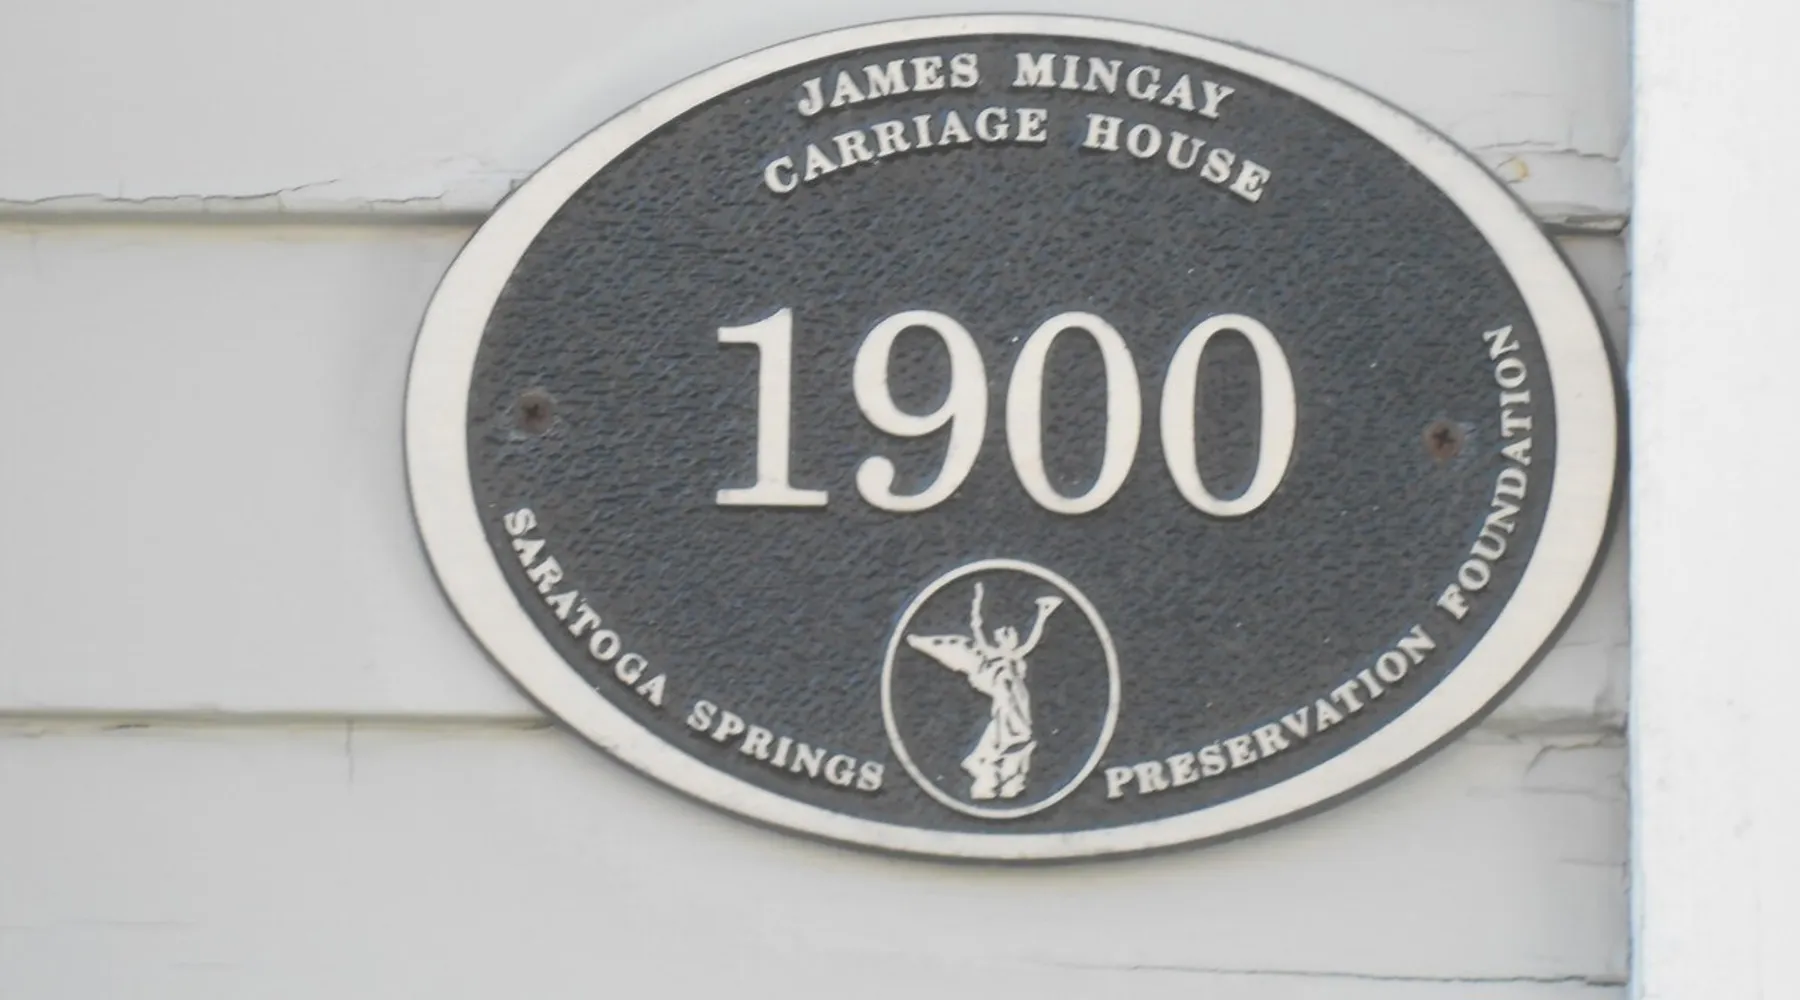 JAMES MINGAY
CARRIAGE HOUSE
1900
SARATOGA SPRINGS PRESERVATION FOUNDATION